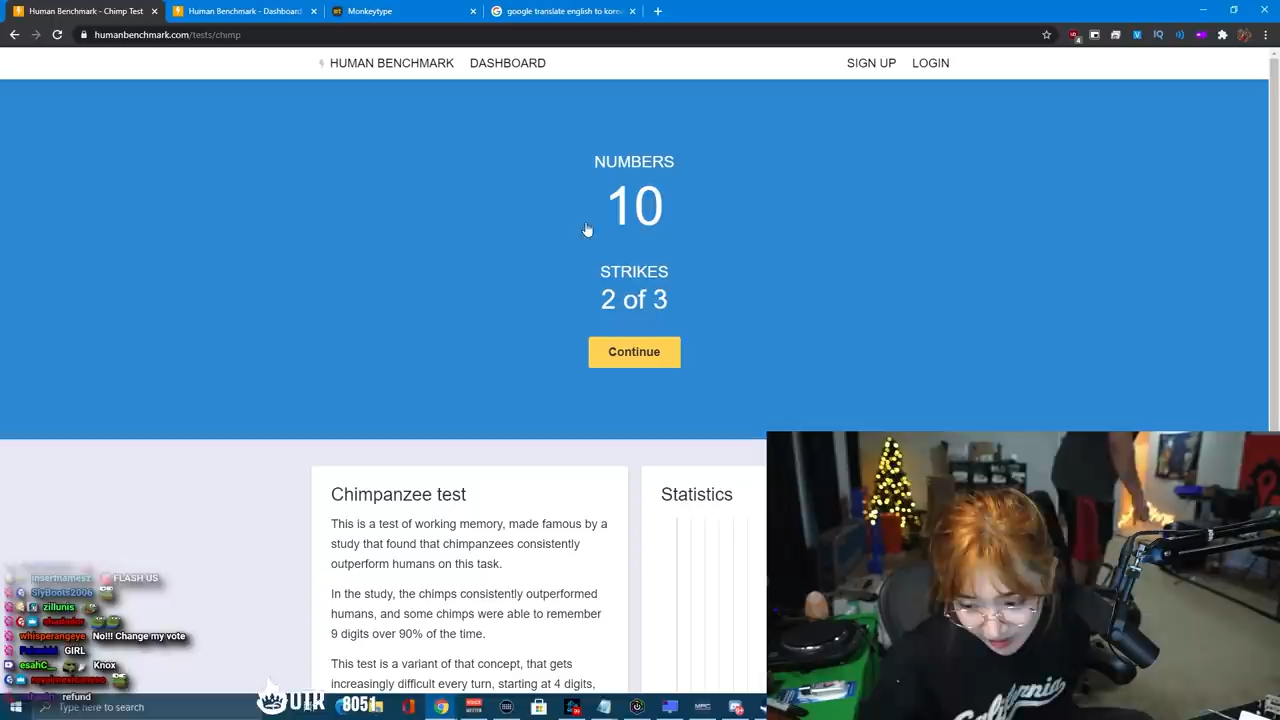 Human Benchmark - Chimp Test
Human Benchmark - Dashboard
Monkeytype
google translate english to kore
humanbenchmark.com/tests/chimp
HUMAN BENCHMARK
DASHBOARD
SIGN UP
LOGIN
NUMBERS
10
STRIKES
2 of 3
Continue
Chimpanzee test
This is a test of working memory, made famous by a
study that found that chimpanzees consistently
outperform humans on this task.
In the study, the chimps consistently outperformed
humans, and some chimps were able to remember
9 digits over 90% of the time.
This test is a variant of that concept, that gets
increasingly difficult every turn, starting at 4 digits,
Statistics
insertnamesz FLASH US
SlyBoots2006
zillunis
whisperangeye No!!! Change my vote
GIRL
esahC__ Knox
refund
8051
Type here to search